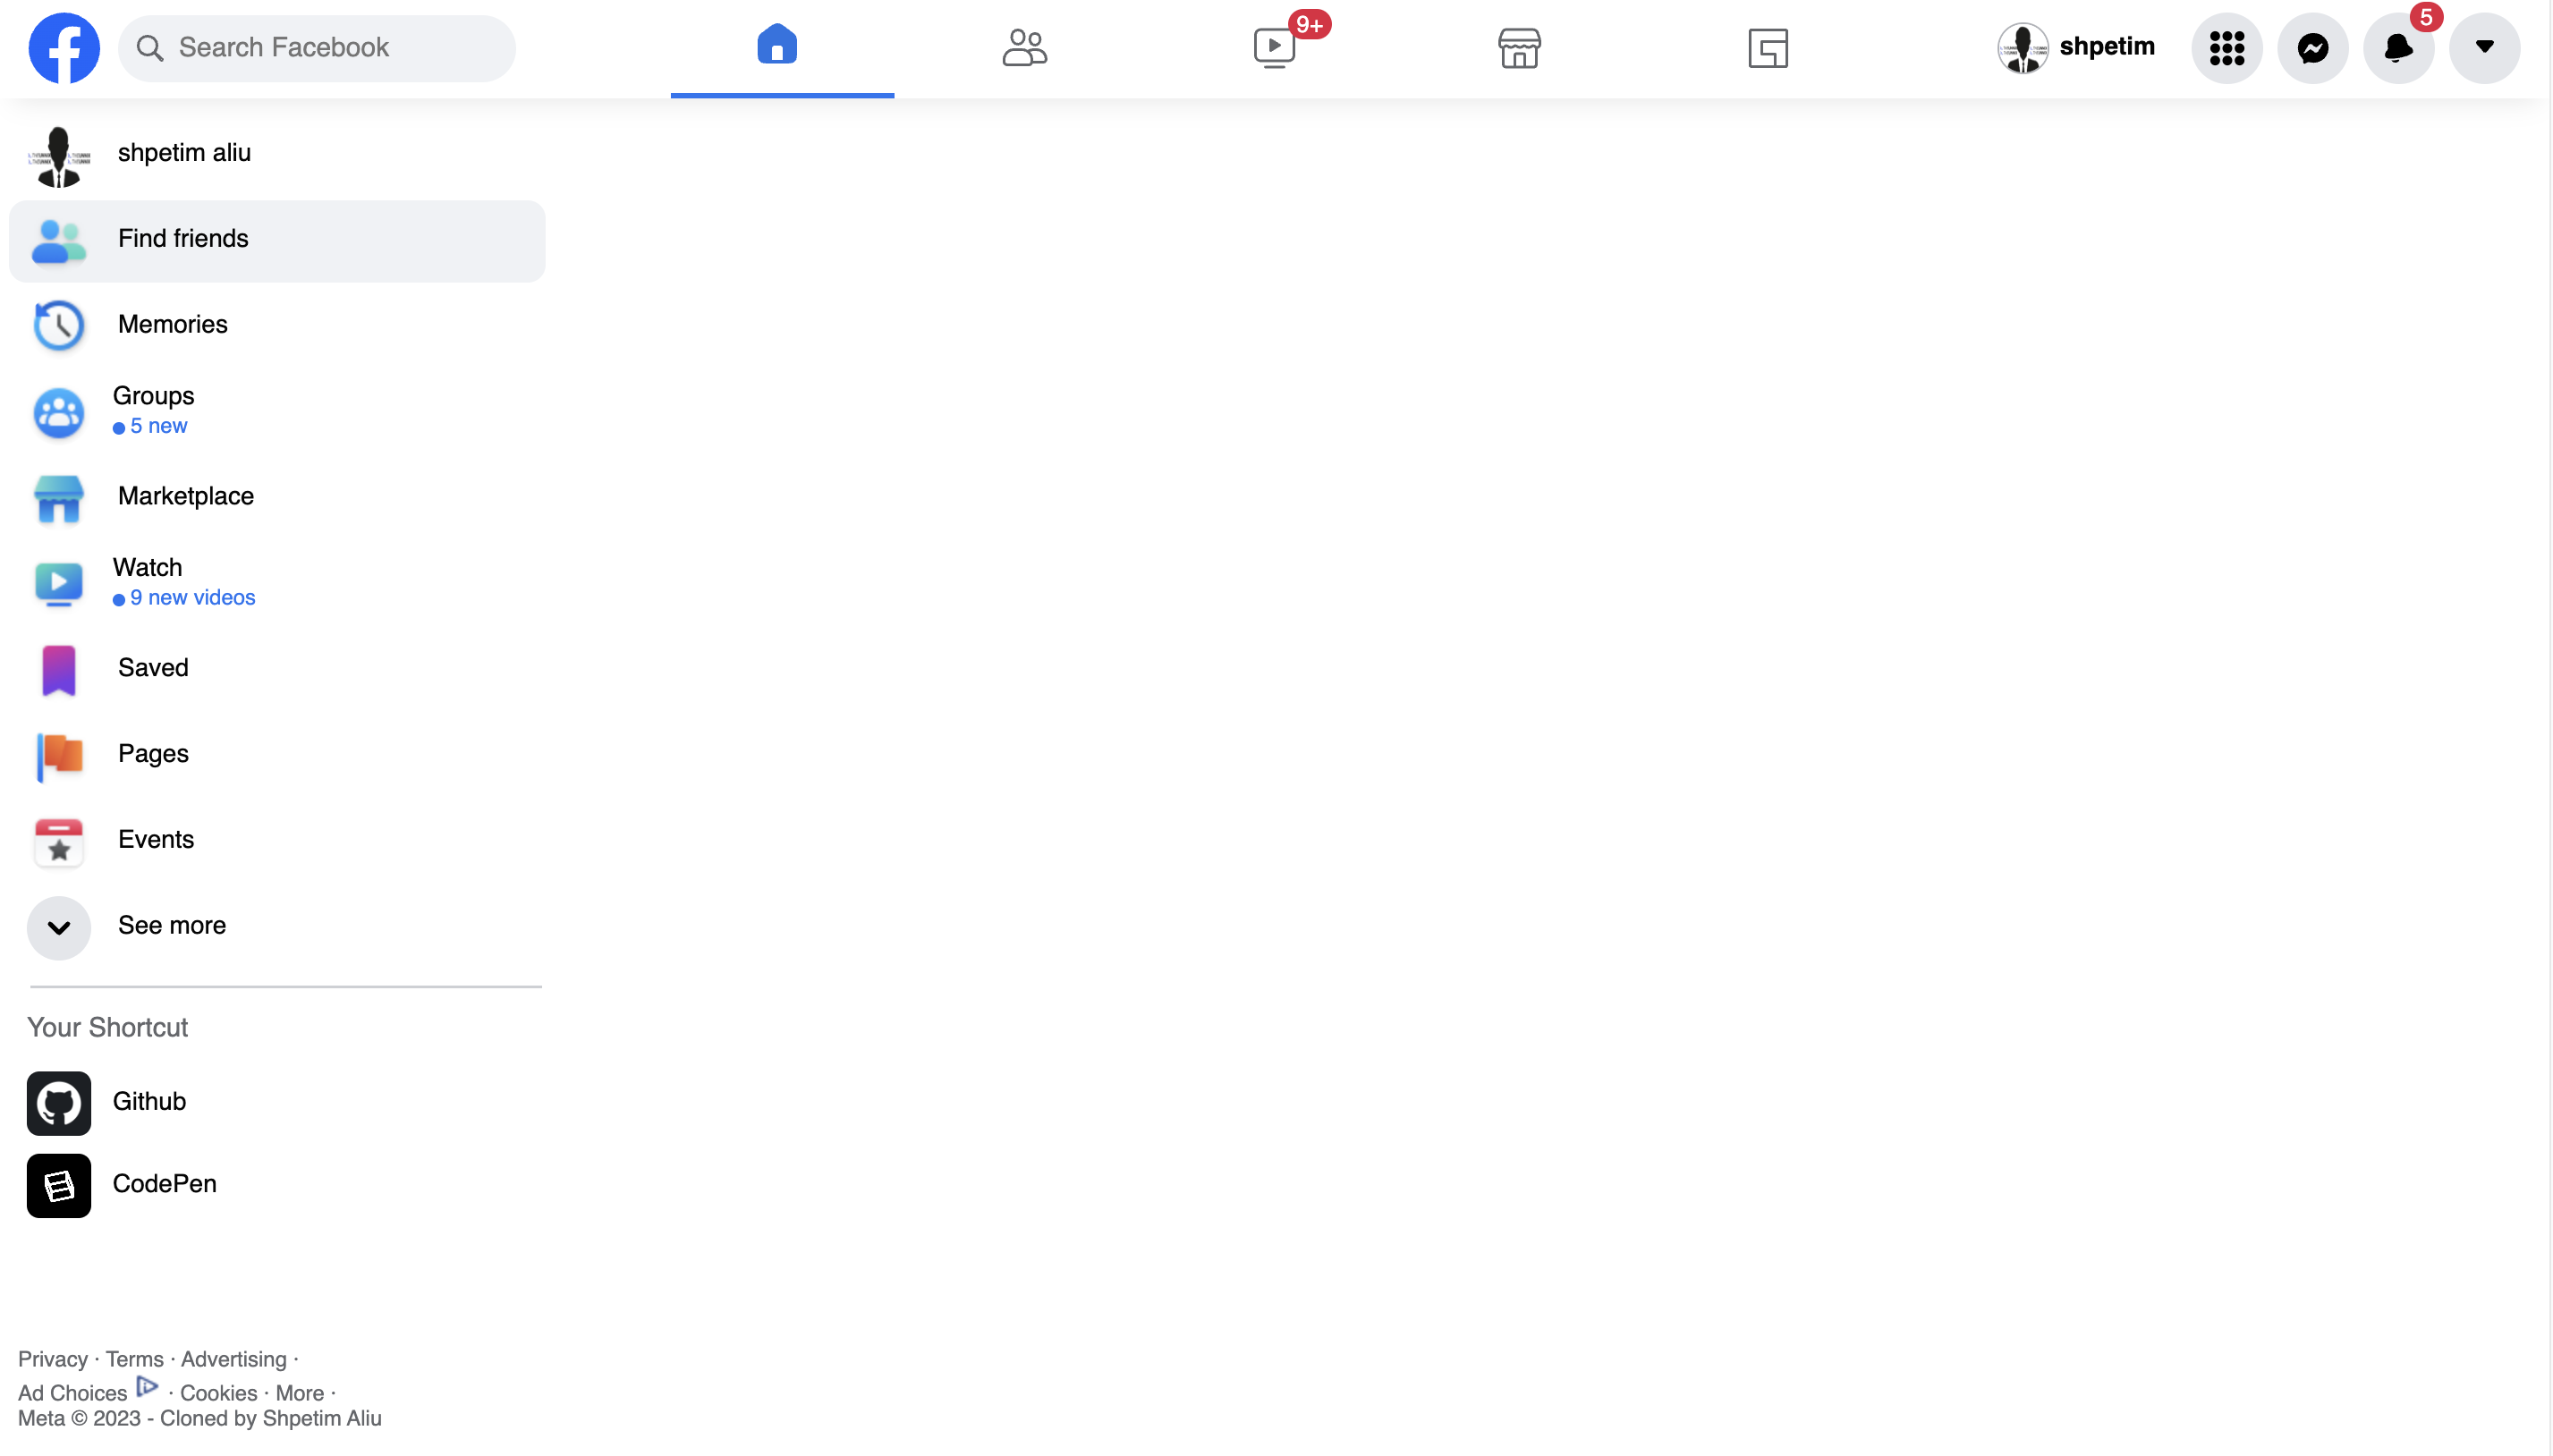 Search Facebook
9+
shpetim
5
shpetim aliu
Find friends
Memories
Groups
5 new
Marketplace
Watch
9 new videos
Saved
Pages
Events
See more
Your Shortcut
Github
CodePen
Privacy · Terms · Advertising ·
Ad Choices · Cookies · More ·
Meta © 2023 - Cloned by Shpetim Aliu